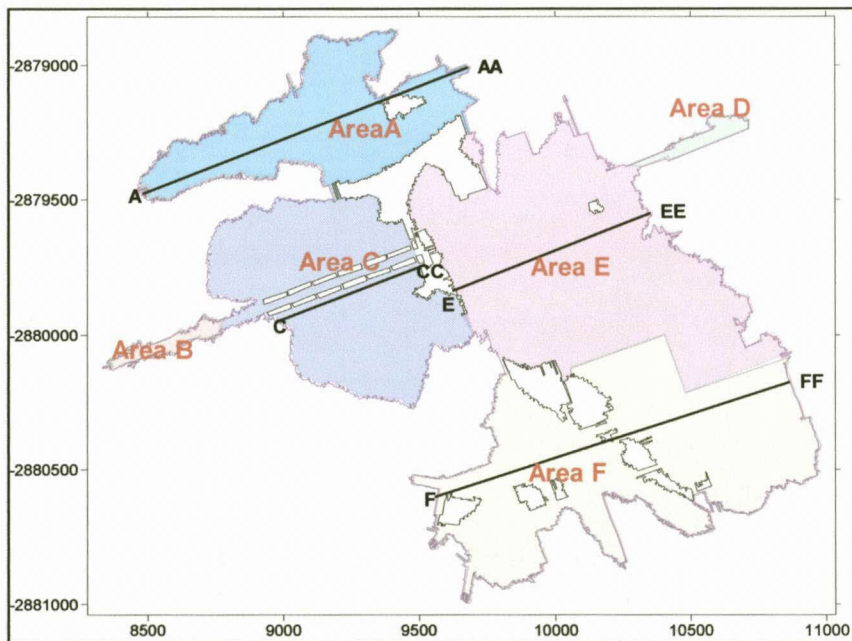 -2879000
AA
Area D
AreaA
A
-2879500
EE
Area C
CC
Area E
E
-2880000
C
Area B
FF
-2880500
Area F
F
-2881000
8500 9000 9500 10000 10500 11000